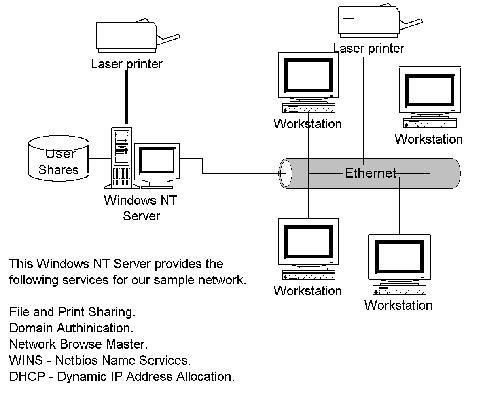 Laser printer
Laser printer
Workstation
Workstation
User
Shares
Ethernet
Windows NT
Server
Workstation
Workstation
This Windows NT Server provides the
following services for our sample network.
File and Print Sharing.
Domain Authinication.
Network Browse Master.
WINS - Netbios Name Services.
DHCP - Dynamic IP Address Allocation.